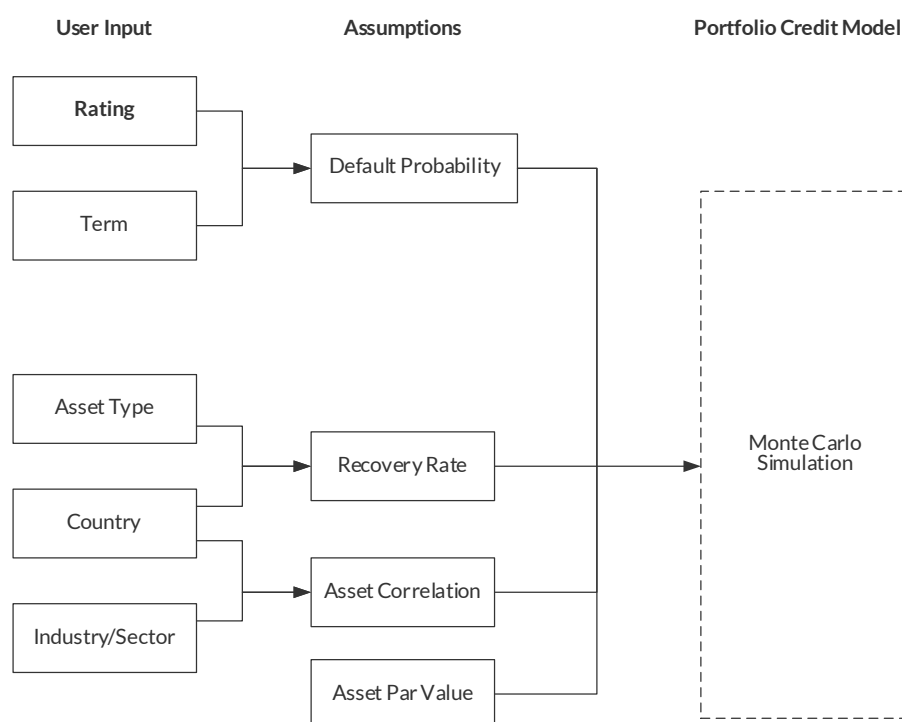 User Input
Assumptions
Portfolio Credit Model
Rating
Default Probability
Term
Asset Type
Recovery Rate
Monte Carlo
Simulation
Country
Asset Correlation
Industry/Sector
Asset Par Value